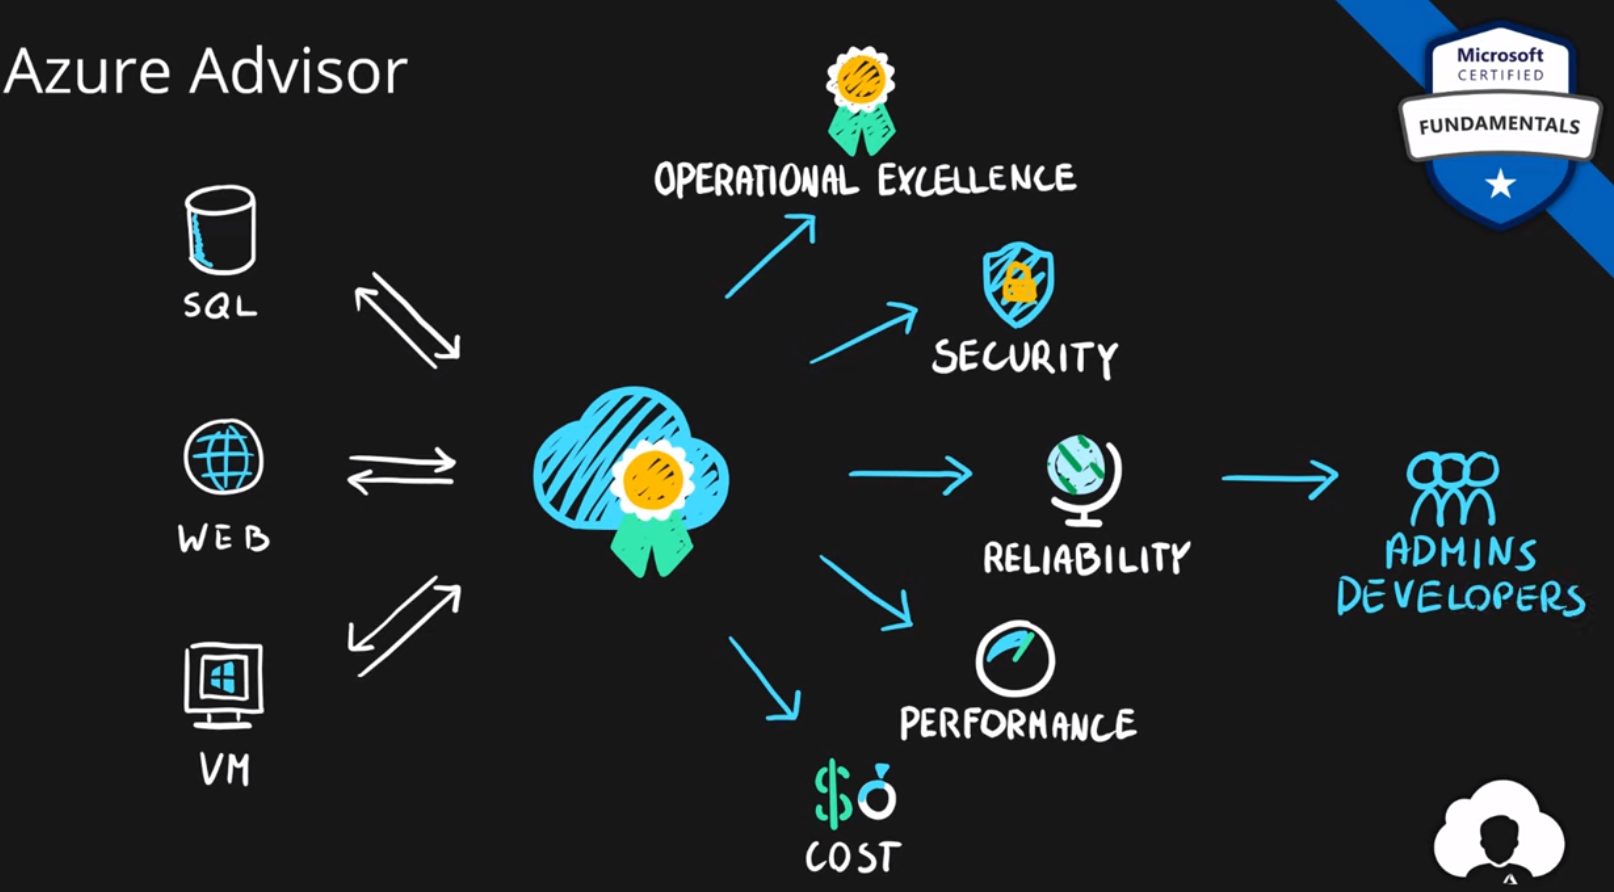 Azure Advisor
Microsoft
CERTIFIED
FUNDAMENTALS
OPERATIONAL EXCELLENCE
SQL
SECURITY
WEB
RELIABILITY
ADMINS
DEVELOPERS
VM
PERFORMANCE
$
COST